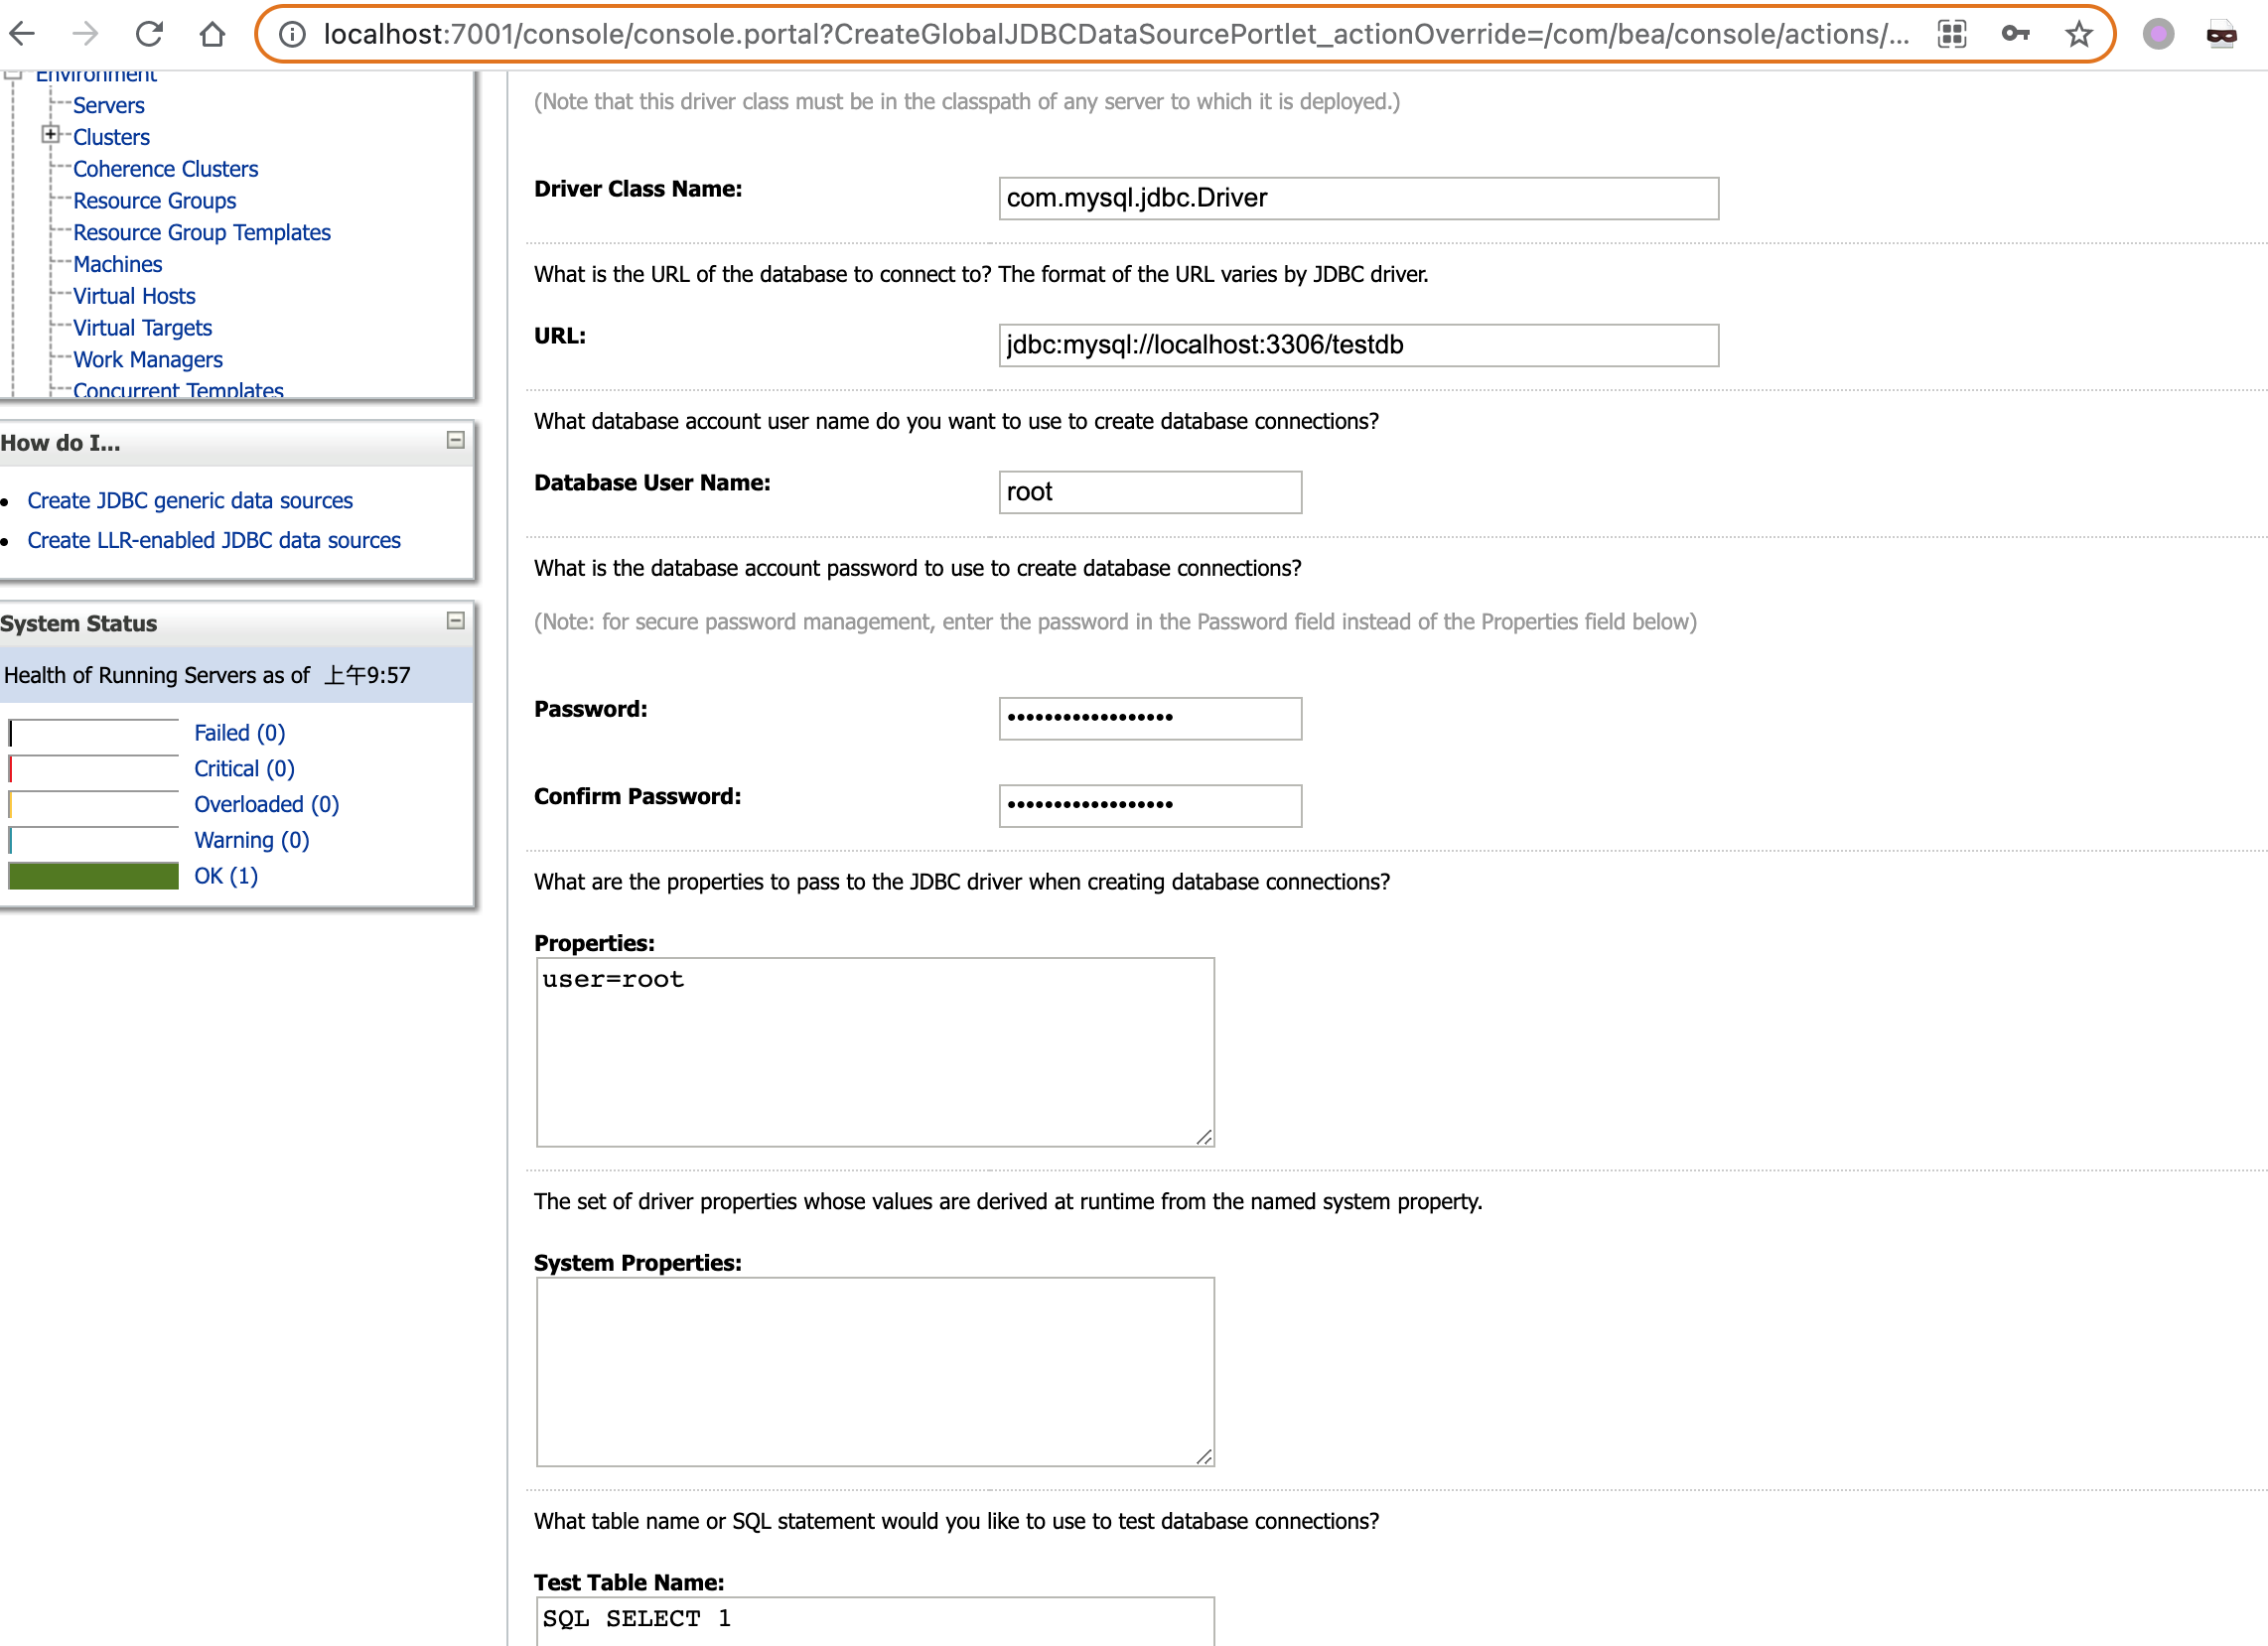 localhost:7001/console/console.portal?CreateGlobalJDBCDataSourcePortlet_actionOverride=/com/bea/console/actions/...
Environment
Servers
Clusters
Coherence Clusters
Resource Groups
Resource Group Templates
Machines
Virtual Hosts
Virtual Targets
Work Managers
Concurrent Templates
How do I...
Create JDBC generic data sources
Create LLR-enabled JDBC data sources
System Status
Health of Running Servers as of 上午9:57
Failed (0)
Critical (0)
Overloaded (0)
Warning (0)
OK (1)
(Note that this driver class must be in the classpath of any server to which it is deployed.)
Driver Class Name:
com.mysql.jdbc.Driver
What is the URL of the database to connect to? The format of the URL varies by JDBC driver.
URL:
jdbc:mysql://localhost:3306/testdb
What database account user name do you want to use to create database connections?
Database User Name:
root
What is the database account password to use to create database connections?
(Note: for secure password management, enter the password in the Password field instead of the Properties field below)
Password:
••••••••••••••••••
Confirm Password:
••••••••••••••••••
What are the properties to pass to the JDBC driver when creating database connections?
Properties:
user=root
The set of driver properties whose values are derived at runtime from the named system property.
System Properties:
What table name or SQL statement would you like to use to test database connections?
Test Table Name:
SQL SELECT 1